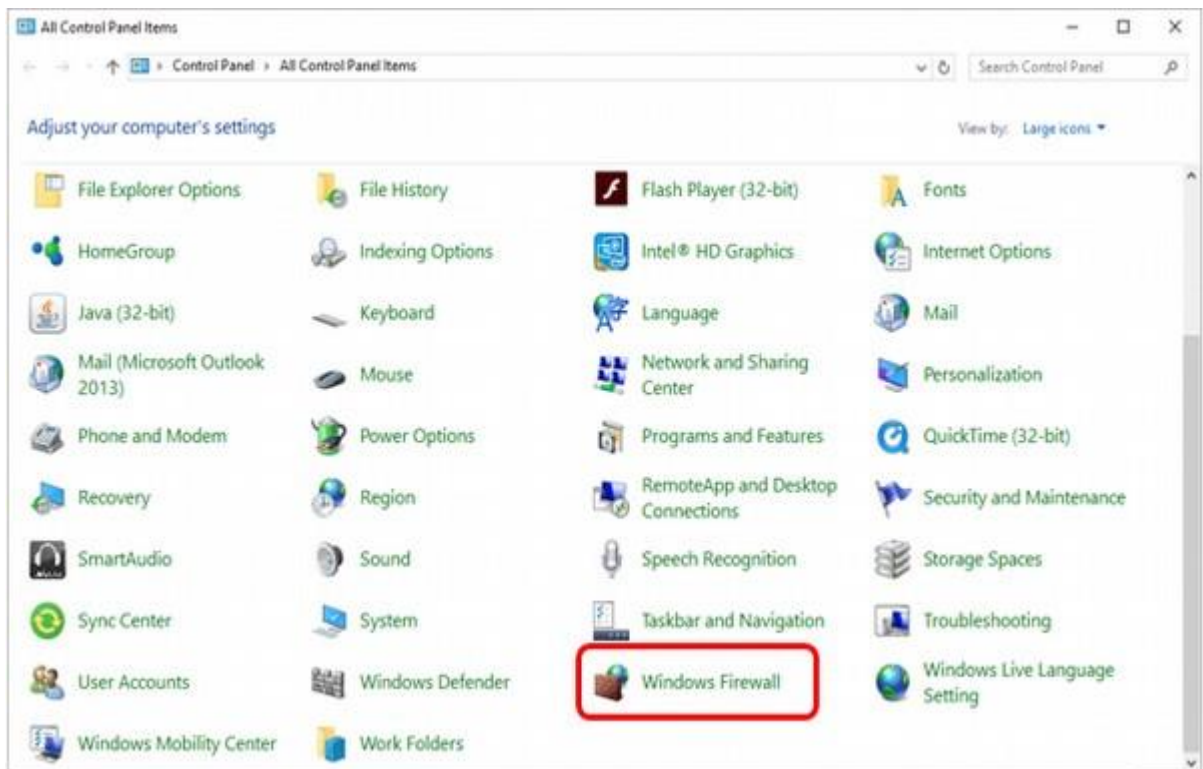 All Control Panel Items
Control Panel › All Control Panel Items
Search Control Panel
Adjust your computer's settings
View by: Large icons
File Explorer Options
File History
Flash Player (32-bit)
Fonts
HomeGroup
Indexing Options
Intel® HD Graphics
Internet Options
Java (32-bit)
Keyboard
Language
Mail
Mail (Microsoft Outlook
2013)
Mouse
Network and Sharing
Center
Personalization
Phone and Modem
Power Options
Programs and Features
QuickTime (32-bit)
Recovery
Region
RemoteApp and Desktop
Connections
Security and Maintenance
SmartAudio
Sound
Speech Recognition
Storage Spaces
Sync Center
System
Taskbar and Navigation
Troubleshooting
User Accounts
Windows Defender
Windows Firewall
Windows Live Language
Setting
Windows Mobility Center
Work Folders